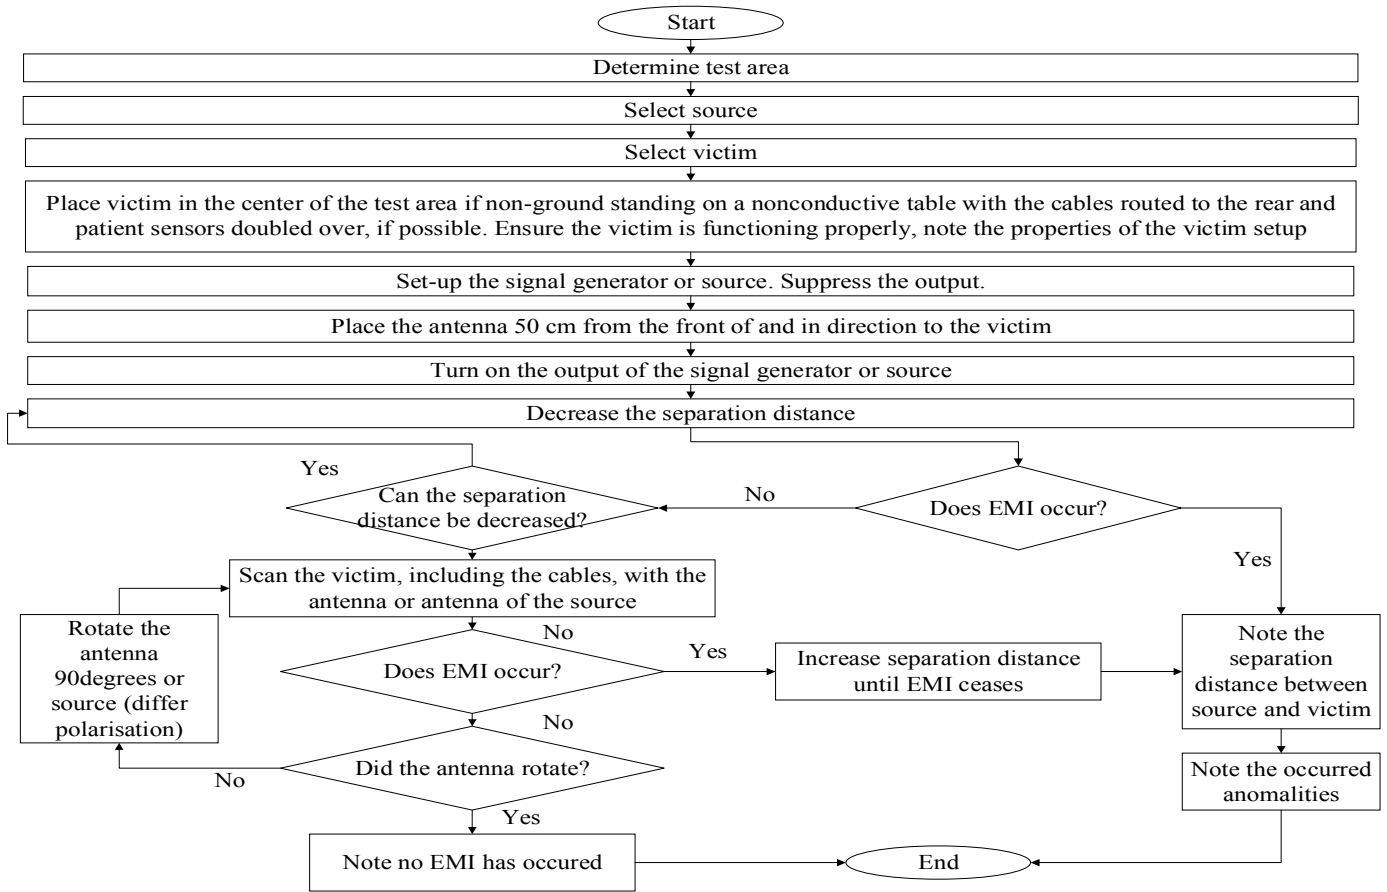 Start
Determine test area
Select source
Select victim
Place victim in the center of the test area if non-ground standing on a nonconductive table with the cables routed to the rear and
patient sensors doubled over, if possible. Ensure the victim is functioning properly, note the properties of the victim setup
Set-up the signal generator or source. Suppress the output.
Place the antenna 50 cm from the front of and in direction to the victim
Turn on the output of the signal generator or source
Decrease the separation distance
Yes
Can the separation
distance be decreased?
No
Does EMI occur?
Yes
Scan the victim, including the cables, with the
antenna or antenna of the source
No
Rotate the
antenna
90degrees or
source (differ
polarisation)
Does EMI occur?
Yes
Increase separation distance
until EMI ceases
Note the
separation
distance between
source and victim
No
Did the antenna rotate?
No
Note the occurred
anomalities
Yes
Note no EMI has occured
End